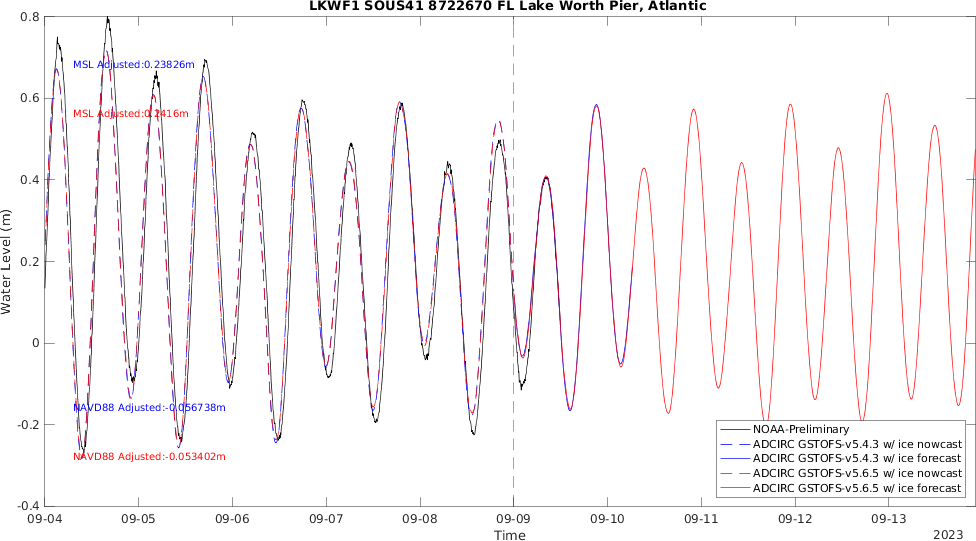 LKWF1 SOUS41 8722670 FL Lake Worth Pier, Atlantic
0.8
MSL Adjusted:0.23826m
0.6
MSL Adjusted:0.2416m
0.4
Water Level (m)
0.2
0
NAVD88 Adjusted:-0.056738m
-0.2
NAVD88 Adjusted:-0.053402m
-0.4
NOAA-Preliminary
ADCIRC GSTOFS-v5.4.3 w/ ice nowcast
ADCIRC GSTOFS-v5.4.3 w/ ice forecast
ADCIRC GSTOFS-v5.6.5 w/ ice nowcast
ADCIRC GSTOFS-v5.6.5 w/ ice forecast
09-04 09-05 09-06 09-07 09-08 09-09 09-10 09-11 09-12 09-13
Time
2023